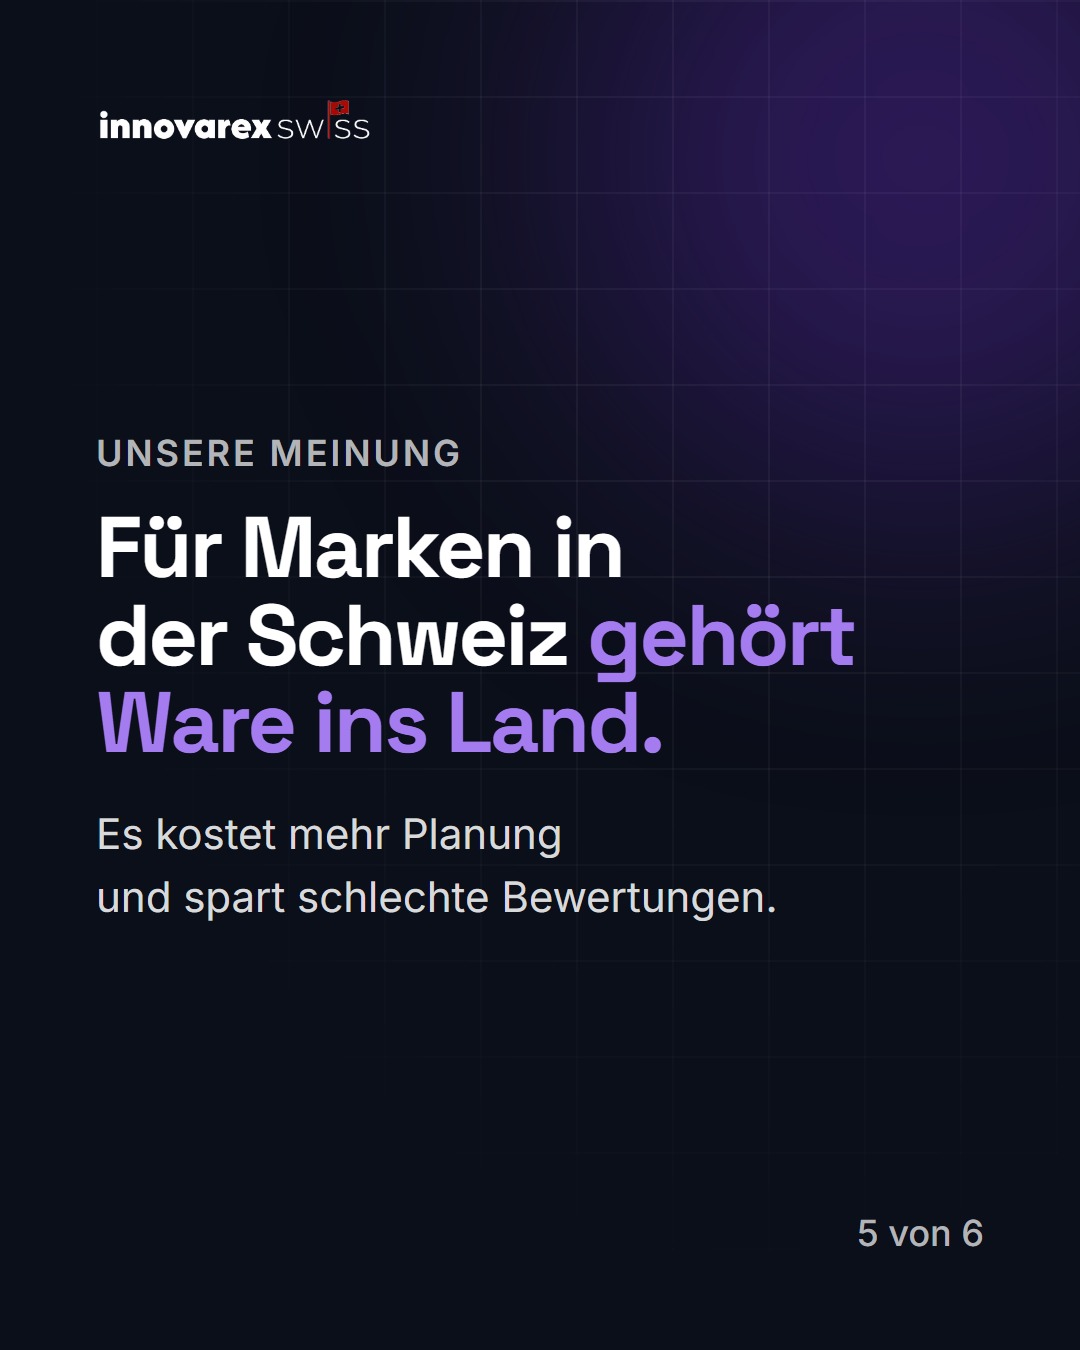 innovarex swiss
UNSERE MEINUNG
Für Marken in
der Schweiz gehört
Ware ins Land.
Es kostet mehr Planung
und spart schlechte Bewertungen.
5 von 6